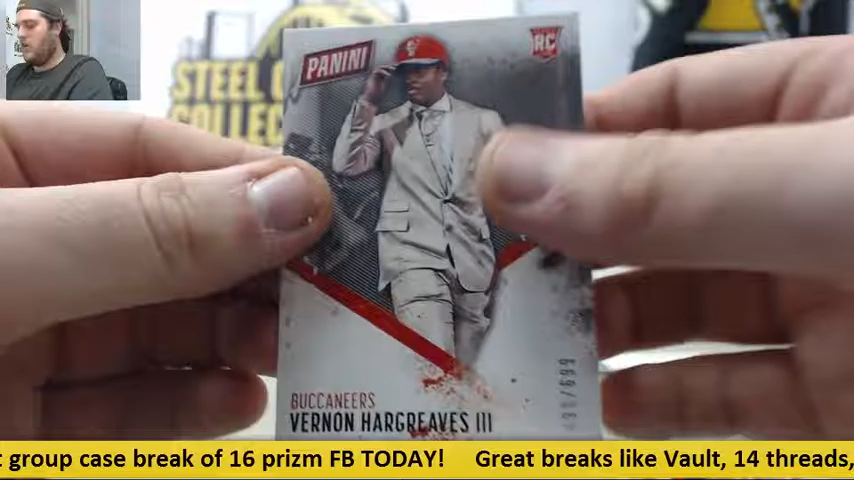 STEEL
COLLEC
PANINI
RC
BUCCANEERS
VERNON HARGREAVES III
/699
t group case break of 16 prizm FB TODAY! Great breaks like Vault, 14 threads,